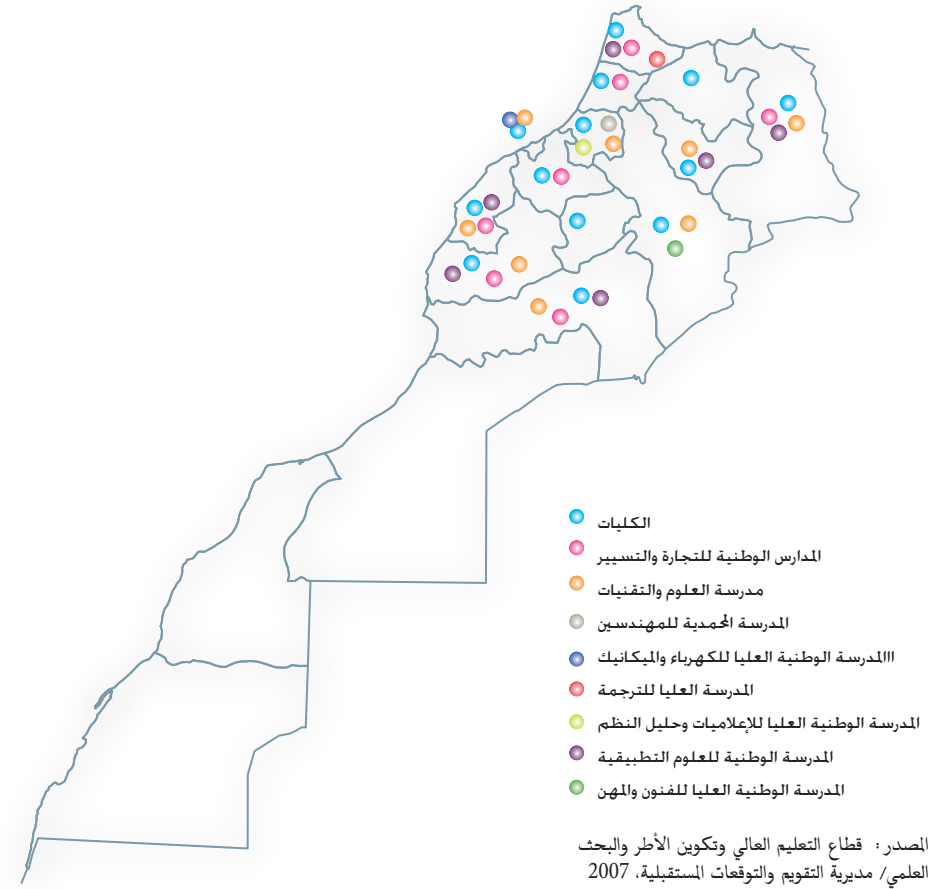 الكليات
المدارس الوطنية للتجارة والتسيير
مدرسة العلوم والتقنيات
المدرسة المحمدية للمهندسين
االمدرسة الوطنية العليا للكهرباء والميكانيك
المدرسة العليا للترجمة
المدرسة الوطنية العليا للإعلاميات وحليل النظم
المدرسة الوطنية للعلوم التطبيقية
المدرسة الوطنية العليا للفنون والمهن
المصدر: قطاع التعليم العالي وتكوين الأطر والبحث
العلمي/ مديرية التقويم والتوقعات المستقبلية، 2007